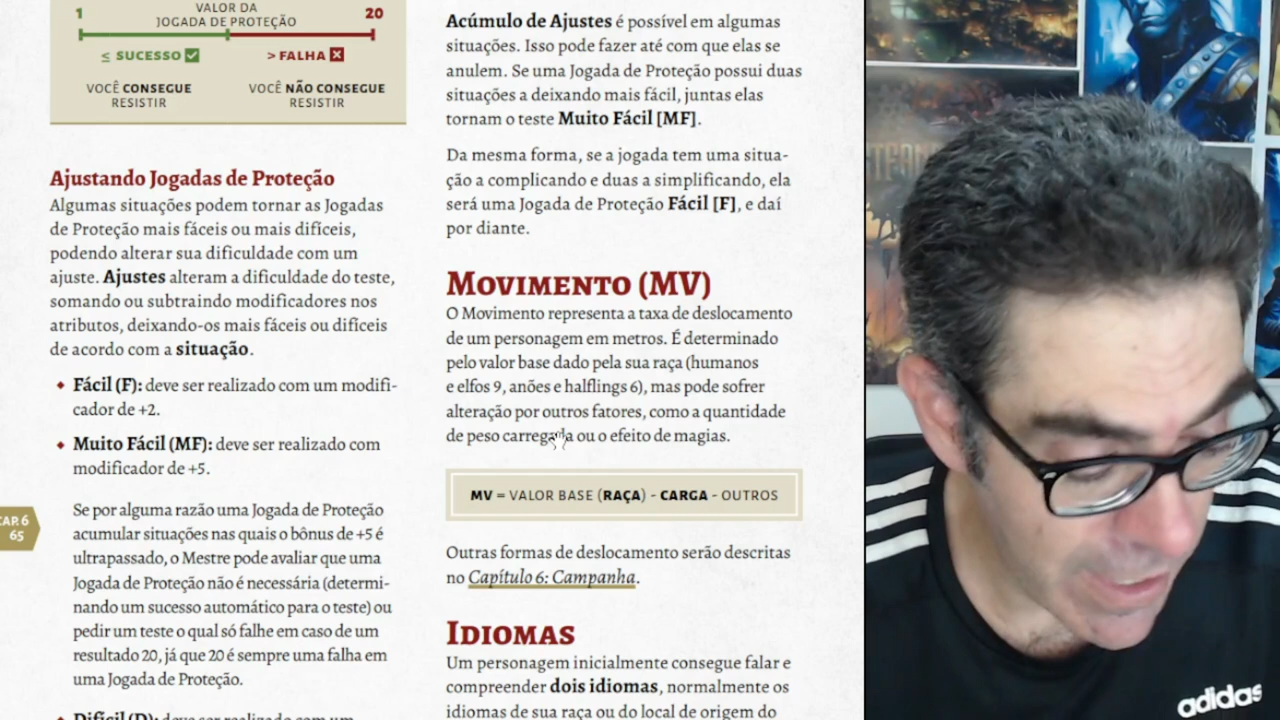 1
VALOR DA
JOGADA DE PROTEÇÃO
20
≤ SUCESSO
> FALHA
VOCÊ CONSEGUE
RESISTIR
VOCÊ NÃO CONSEGUE
RESISTIR
Ajustando Jogadas de Proteção
Algumas situações podem tornar as Jogadas
de Proteção mais fáceis ou mais difíceis,
podendo alterar sua dificuldade com um
ajuste. Ajustes alteram a dificuldade do teste,
somando ou subtraindo modificadores nos
atributos, deixando-os mais fáceis ou difíceis
de acordo com a situação.
Fácil (F): deve ser realizado com um modifi-
cador de +2.
Muito Fácil (MF): deve ser realizado com
modificador de +5.
Se por alguma razão uma Jogada de Proteção
acumular situações nas quais o bônus de +5 é
ultrapassado, o Mestre pode avaliar que uma
Jogada de Proteção não é necessária (determi-
nando um sucesso automático para o teste) ou
pedir um teste o qual só falhe em caso de um
resultado 20, já que 20 é sempre uma falha em
uma Jogada de Proteção.
Difícil (D): deve ser realizado com um
CAP. 6
65
Acúmulo de Ajustes é possível em algumas
situações. Isso pode fazer até com que elas se
anulem. Se uma Jogada de Proteção possui duas
situações a deixando mais fácil, juntas elas
tornam o teste Muito Fácil [MF].
Da mesma forma, se a jogada tem uma situa-
ção a complicando e duas a simplificando, ela
será uma Jogada de Proteção Fácil [F], e daí
por diante.
MOVIMENTO (MV)
O Movimento representa a taxa de deslocamento
de um personagem em metros. É determinado
pelo valor base dado pela sua raça (humanos
e elfos 9, anões e halflings 6), mas pode sofrer
alteração por outros fatores, como a quantidade
de peso carregada ou o efeito de magias.
MV = VALOR BASE (RAÇA) - CARGA - OUTROS
Outras formas de deslocamento serão descritas
no Capítulo 6: Campanha.
IDIOMAS
Um personagem inicialmente consegue falar e
compreender dois idiomas, normalmente os
idiomas de sua raça ou do local de origem do
adidas